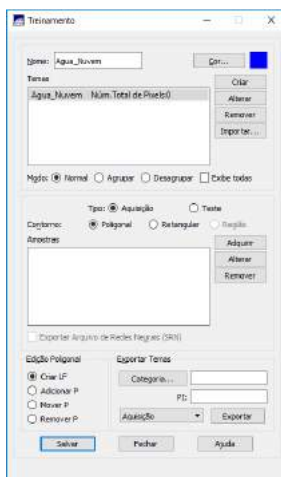 Treinamento
Nome: Agua_Nuvem Cor...
Temas
Agua_Nuvem Núm.Total de Pixels:0
Criar
Alterar
Remover
Importar...
Modo: Normal Agrupar Desagrupar Exibe todas
Tipo: Aquisição Teste
Contorno: Poligonal Retangular Região
Amostras
Adquirir
Alterar
Remover
Exportar Arquivo de Redes Neurais (SRN)
Edição Poligonal
Criar LF
Adicionar P
Mover P
Remover P
Exportar Temas
Categoria...
PI:
Aquisição Exportar
Salvar Fechar Ajuda